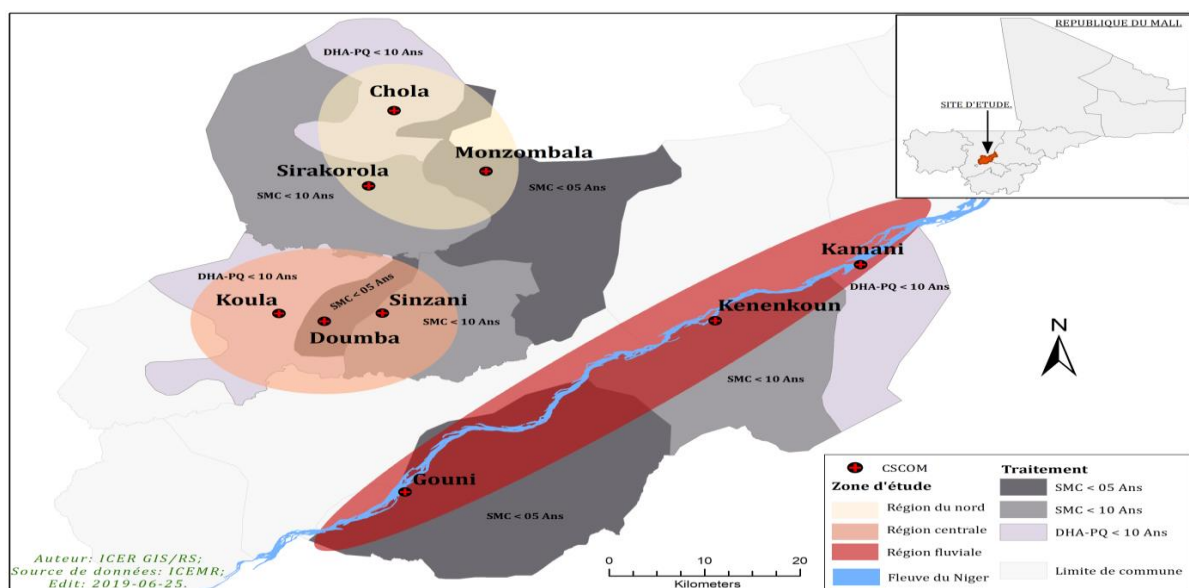 REPUBLIQUE DU MALI.
SITE D'ETUDE.
DHA-PQ < 10 Ans
Chola
Monzombala
Sirakorola
SMC < 10 Ans
SMC < 05 Ans
Kamani
DHA-PQ < 10 Ans
DHA-PQ < 10 Ans
SMC < 05 Ans
Koula
Sinzani
Kenenkoun
Doumba
SMC < 10 Ans
N
SMC < 10 Ans
Gouni
SMC < 05 Ans
CSCOM
Zone d'étude
Région du nord
Région centrale
Région fluviale
Fleuve du Niger
Traitement
SMC < 05 Ans
SMC < 10 Ans
DHA-PQ < 10 Ans
Limite de commune
Auteur: ICER GIS/RS;
Source de données: ICEMR;
Edit: 2019-06-25.
0 5 10 20
Kilometers